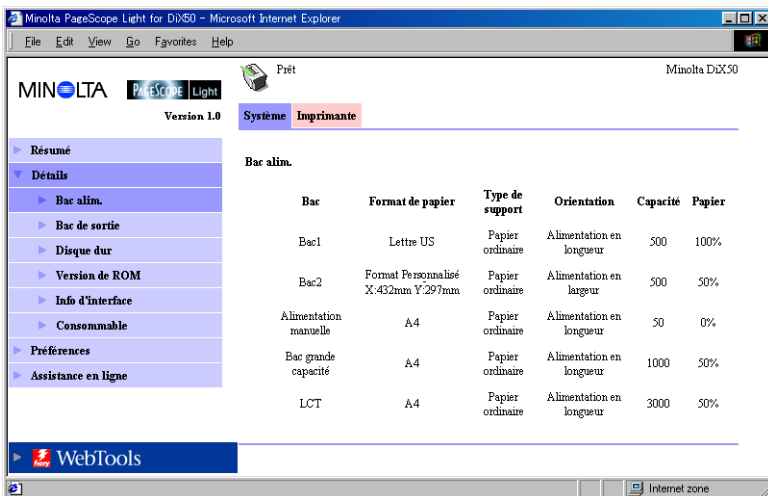 Minolta PageScope Light for DiX50 - Microsoft Internet Explorer
File Edit View Go Favorites Help
MINOLTA PAGESCOPE Light
Version 1.0
Prêt
Minolta DiX50
Système Imprimante
Résumé
Détails
Bac alim.
Bac de sortie
Disque dur
Version de ROM
Info d'interface
Consommable
Préférences
Assistance en ligne
fiery WebTools
Bac alim.
Bac Format de papier Type de support Orientation Capacité Papier
Bac1 Lettre US Papier ordinaire Alimentation en longueur 500 100%
Bac2 Format Personnalisé X:432mm Y:297mm Papier ordinaire Alimentation en largeur 500 50%
Alimentation manuelle A4 Papier ordinaire Alimentation en longueur 50 0%
Bac grande capacité A4 Papier ordinaire Alimentation en longueur 1000 50%
LCT A4 Papier ordinaire Alimentation en longueur 3000 50%
Internet zone